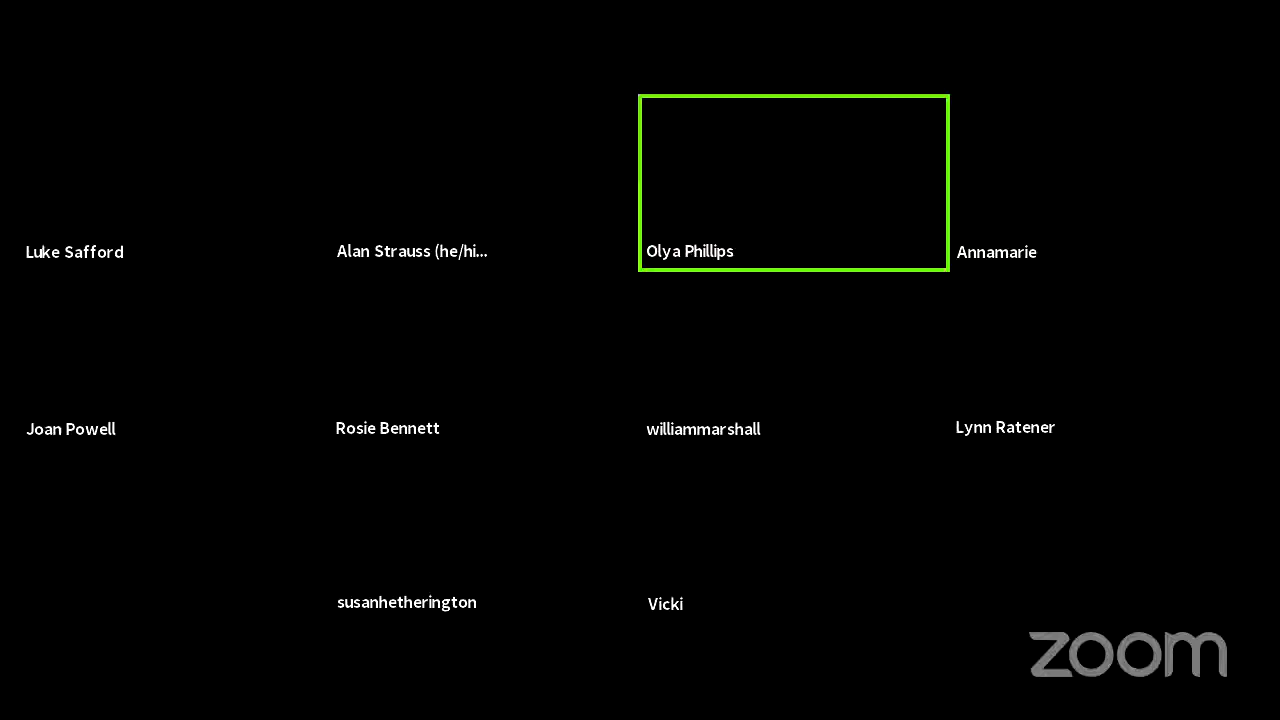 Luke Safford
Alan Strauss (he/hi...
Olya Phillips
Annamarie
Joan Powell
Rosie Bennett
williammarshall
Lynn Ratener
susanhetherington
Vicki
zoom